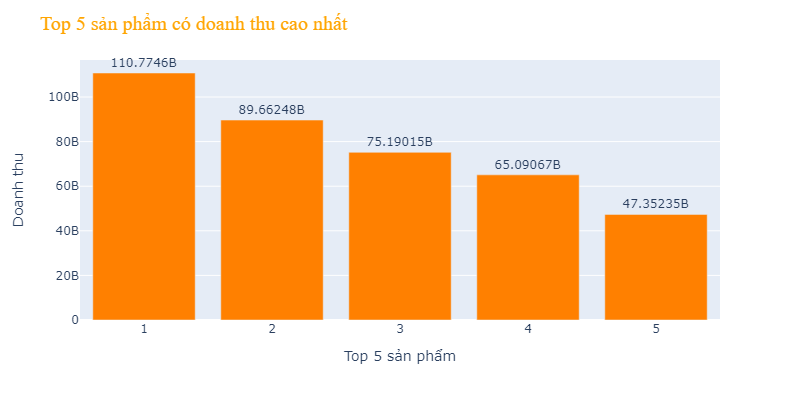 Top 5 sản phẩm có doanh thu cao nhất
110.7746B
89.66248B
75.19015B
65.09067B
47.35235B
100B
80B
60B
40B
20B
0
Doanh thu
1 2 3 4 5
Top 5 sản phẩm